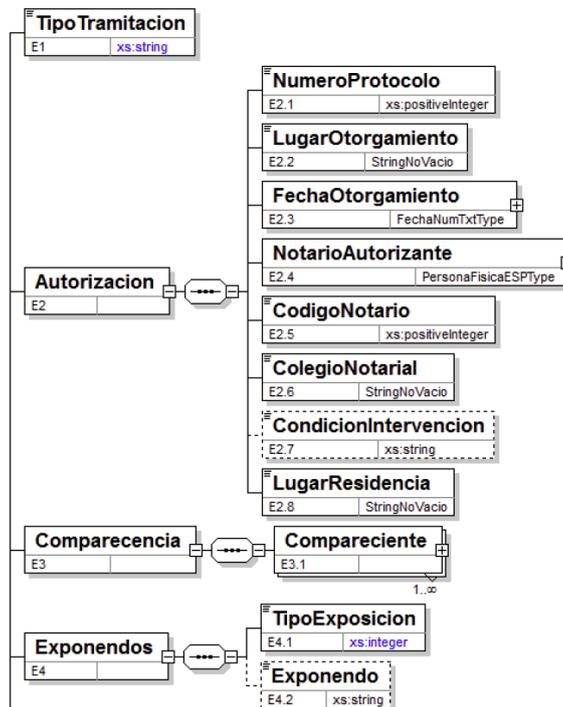 TipoTramitacion
E1 xs:string
NumeroProtocolo
E2.1 xs:positiveInteger
LugarOtorgamiento
E2.2 StringNoVacio
FechaOtorgamiento
E2.3 FechaNumTxtType
NotarioAutorizante
E2.4 PersonaFisicaESPType
Autorizacion
E2
CodigoNotario
E2.5 xs:positiveInteger
ColegioNotarial
E2.6 StringNoVacio
CondicionIntervencion
E2.7 xs:string
LugarResidencia
E2.8 StringNoVacio
Comparecencia
E3
Compareciente
E3.1
1..∞
Exponendos
E4
TipoExposicion
E4.1 xs:integer
Exponendo
E4.2 xs:string